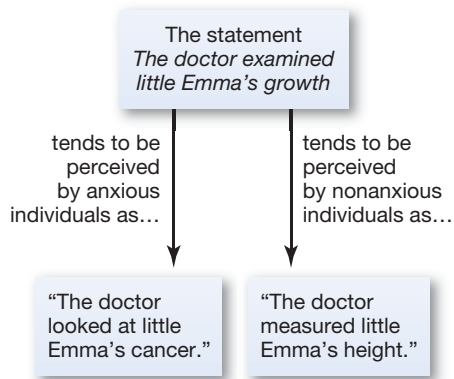 The statement
The doctor examined
little Emma’s growth
tends to be
perceived
by anxious
individuals as…
tends to be
perceived
by nonanxious
individuals as…
“The doctor
looked at little
Emma’s cancer.”
“The doctor
measured little
Emma’s height.”